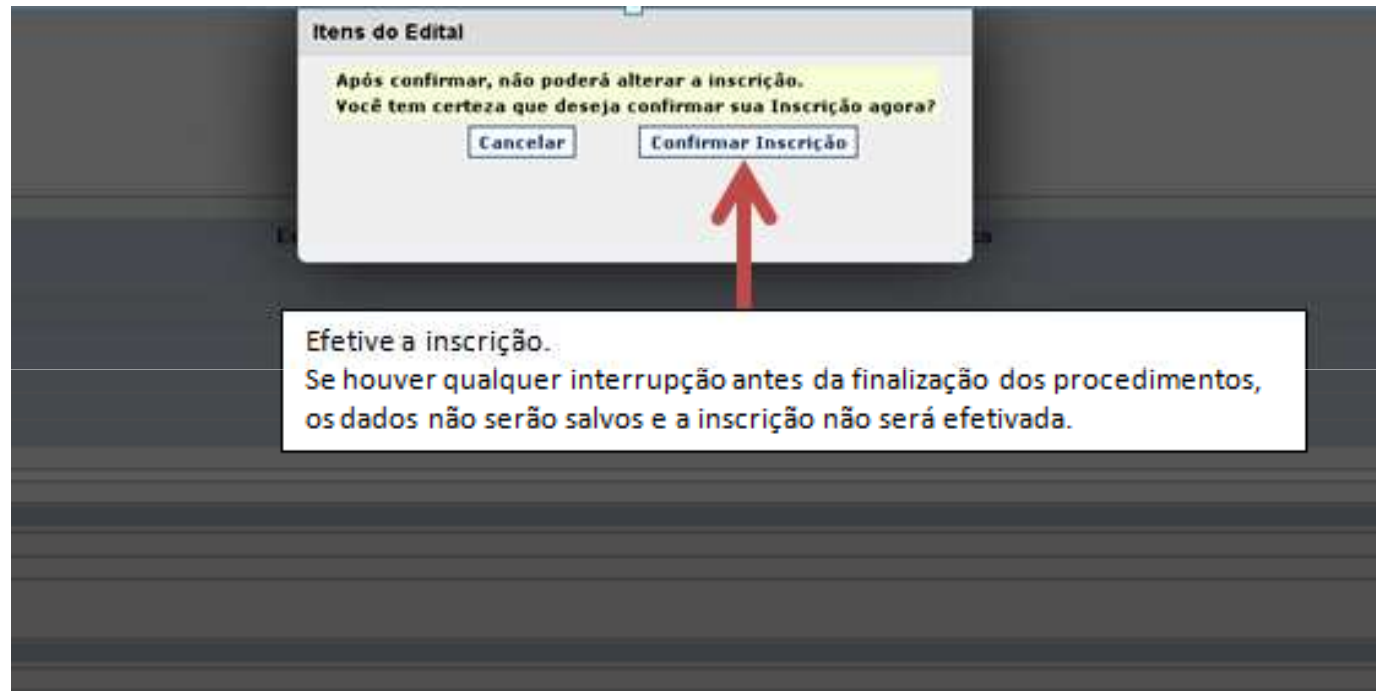 Itens do Edital
Após confirmar, não poderá alterar a inscrição.
Você tem certeza que deseja confirmar sua Inscrição agora?
Cancelar
Confirmar Inscrição
Efetive a inscrição.
Se houver qualquer interrupção antes da finalização dos procedimentos,
os dados não serão salvos e a inscrição não será efetivada.